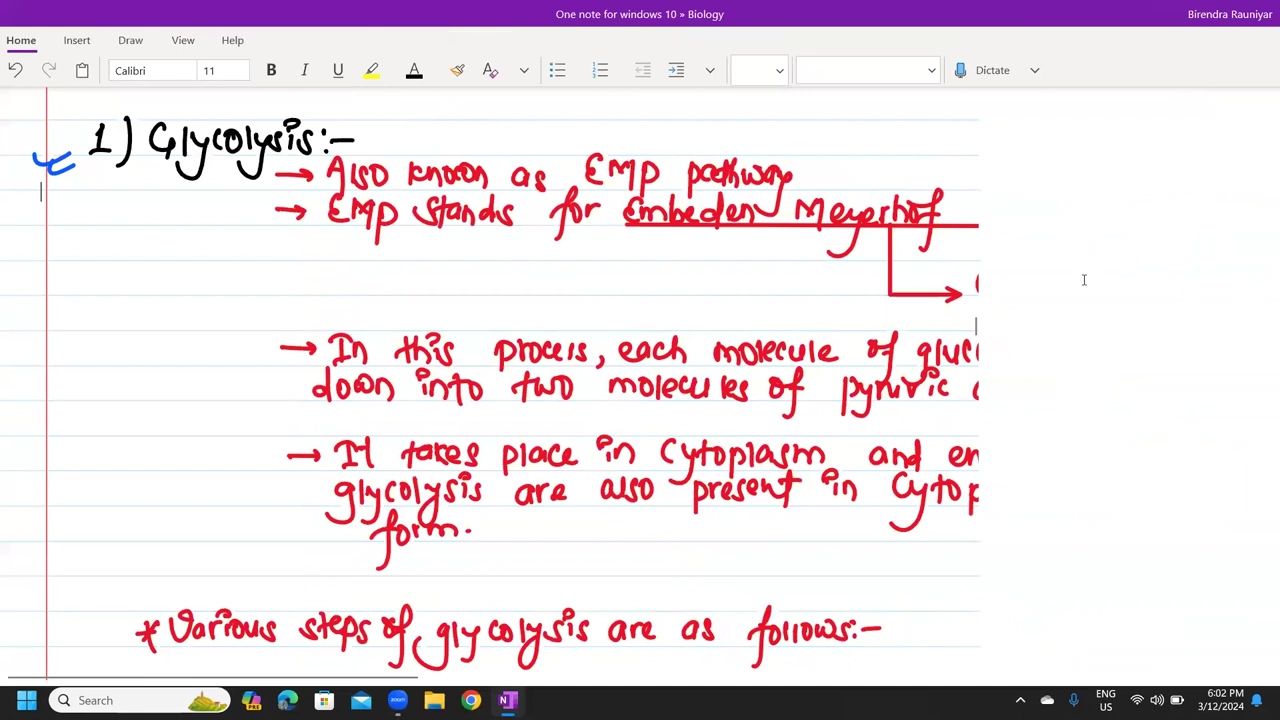 One note for windows 10 » Biology
Birendra Rauniyar
Home Insert Draw View Help
Calibri 11 B I U A Dictate
1) Glycolysis:-
→ Also known as EMP pathway
→ EMP stands for Embeden Meyerhof
→ In this process, each molecule of gluc
down into two molecules of pyruvic
→ It takes place in Cytoplasm and en
glycolysis are also present in Cytop
form.
* Various steps of glycolysis are as follows:-
Search
PRE
ENG
US
6:02 PM
3/12/2024